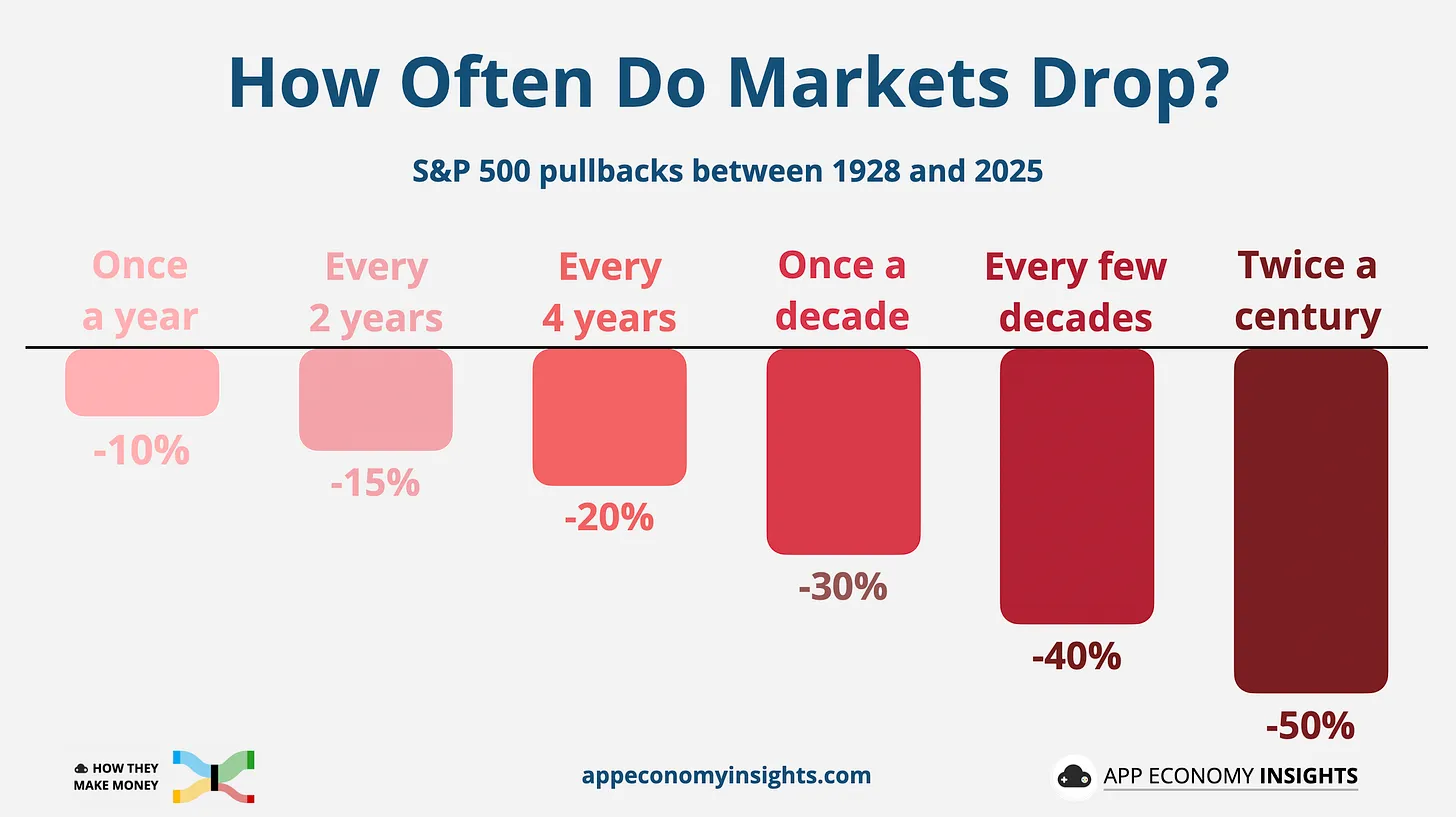 How Often Do Markets Drop?
S&P 500 pullbacks between 1928 and 2025
Once
a year
Every
2 years
Every
4 years
Once a
decade
Every few
decades
Twice a
century
-10%
-15%
-20%
-30%
-40%
-50%
HOW THEY
MAKE MONEY
appeconomyinsights.com
APP ECONOMY INSIGHTS